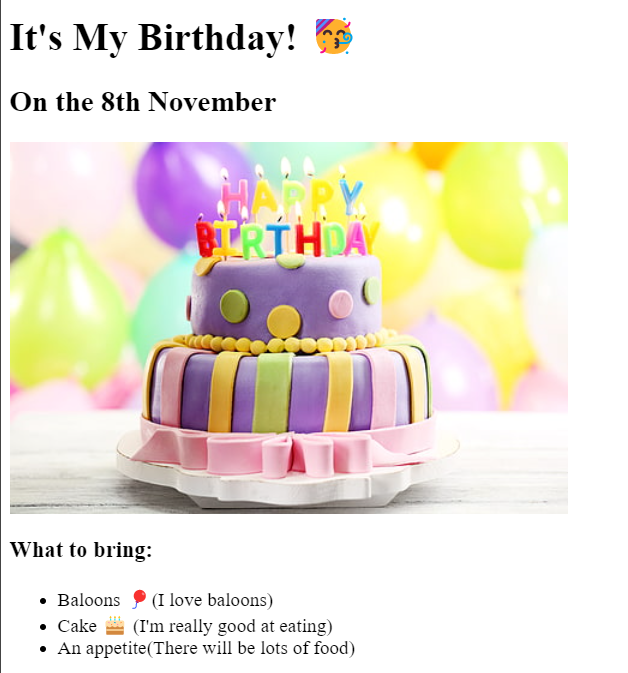 It's My Birthday! 🥳
On the 8th November
HAPPY
BIRTHDAY
What to bring:
Baloons 🎈(I love baloons)
Cake 🎂 (I'm really good at eating)
An appetite(There will be lots of food)